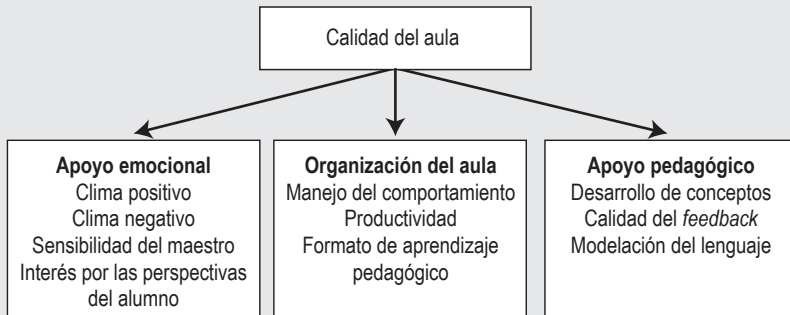 Calidad del aula
Apoyo emocional
Clima positivo
Clima negativo
Sensibilidad del maestro
Interés por las perspectivas
del alumno
Organización del aula
Manejo del comportamiento
Productividad
Formato de aprendizaje
pedagógico
Apoyo pedagógico
Desarrollo de conceptos
Calidad del feedback
Modelación del lenguaje